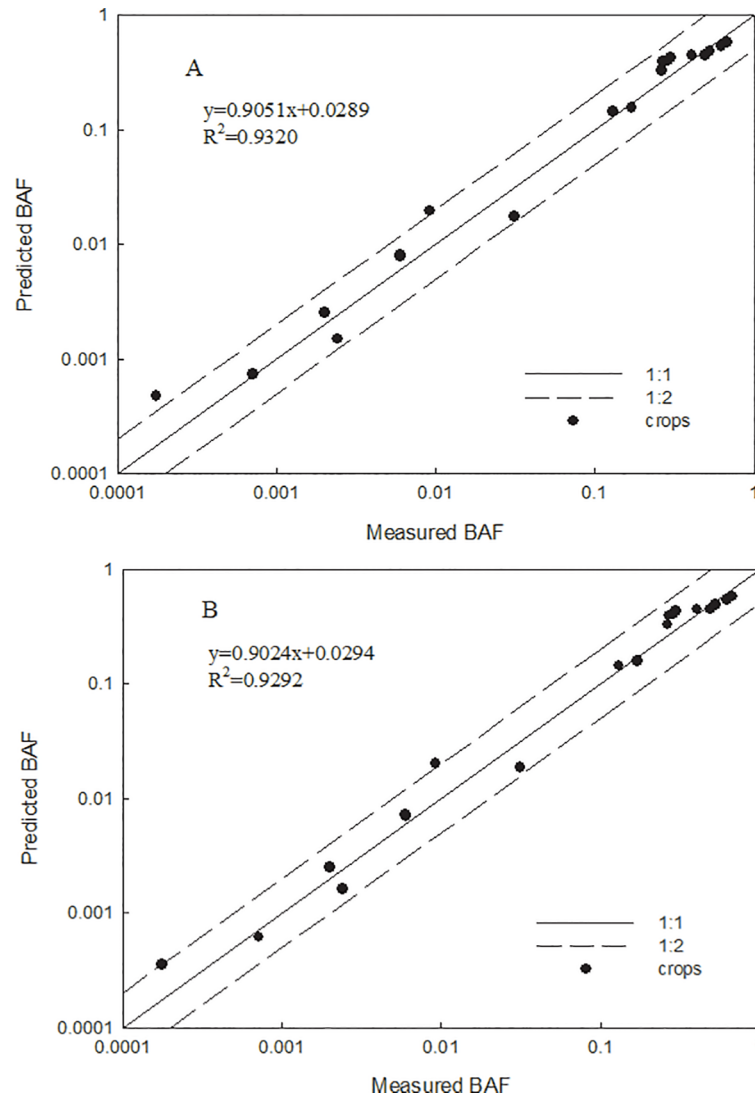 1
A
y=0.9051x+0.0289
R²=0.9320
0.1
Predicted BAF
0.01
0.001
1:1
1:2
crops
0.0001
0.0001 0.001 0.01 0.1 1
Measured BAF
1
B
y=0.9024x+0.0294
R²=0.9292
0.1
Predicted BAF
0.01
0.001
1:1
1:2
crops
0.0001
0.0001 0.001 0.01 0.1
Measured BAF